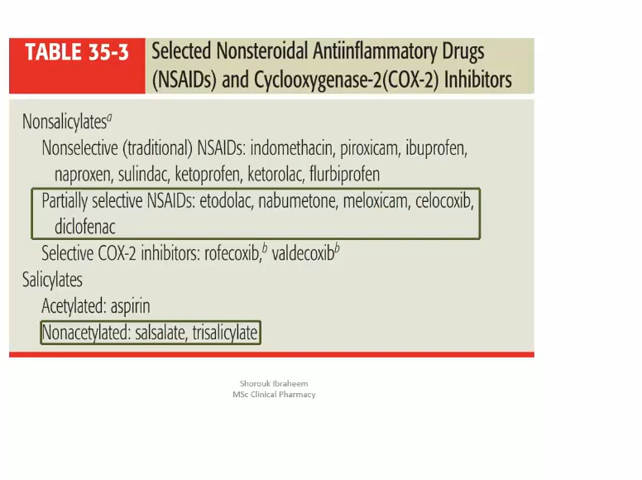 TABLE 35-3
Selected Nonsteroidal Antiinflammatory Drugs
(NSAIDs) and Cyclooxygenase-2(COX-2) Inhibitors
Nonsalicylatesᵃ
Nonselective (traditional) NSAIDs: indomethacin, piroxicam, ibuprofen,
naproxen, sulindac, ketoprofen, ketorolac, flurbiprofen
Partially selective NSAIDs: etodolac, nabumetone, meloxicam, celocoxib,
diclofenac
Selective COX-2 inhibitors: rofecoxib,ᵇ valdecoxibᵇ
Salicylates
Acetylated: aspirin
Nonacetylated: salsalate, trisalicylate
Shorouk Ibraheem
MSc Clinical Pharmacy